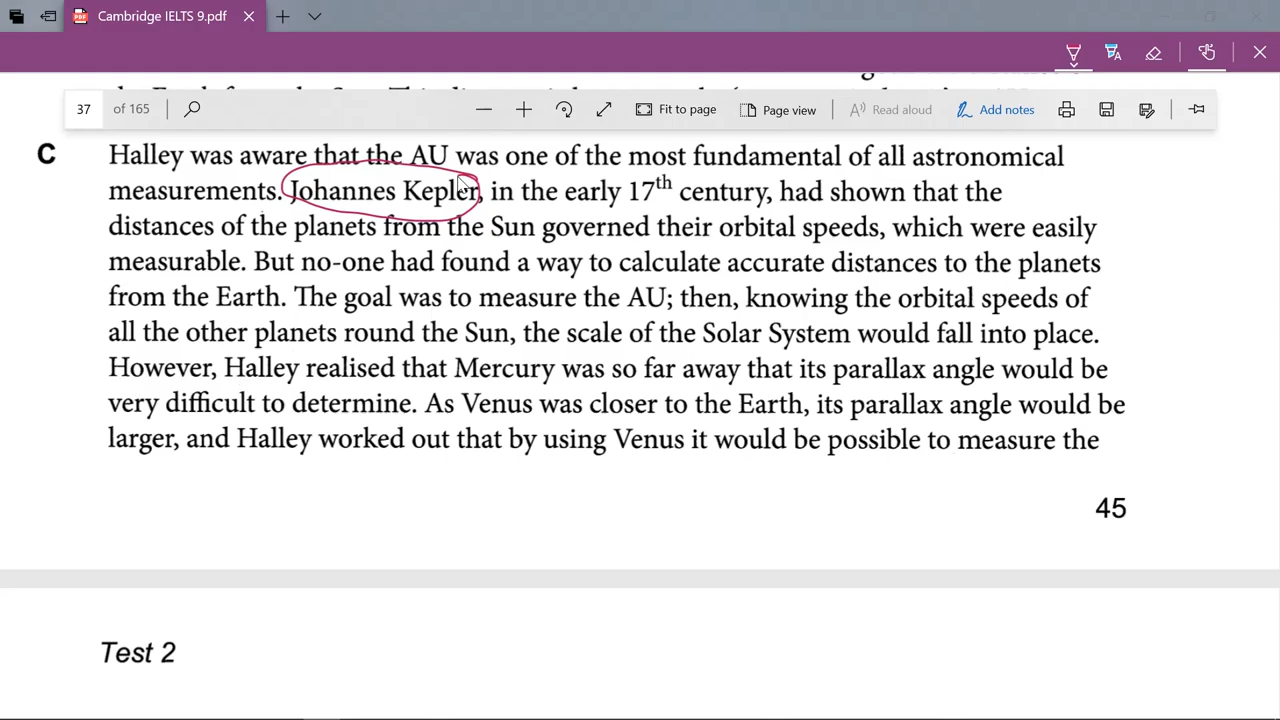 Cambridge IELTS 9.pdf
37 of 165 Fit to page Page view Read aloud Add notes
C Halley was aware that the AU was one of the most fundamental of all astronomical
measurements. Johannes Kepler, in the early 17th century, had shown that the
distances of the planets from the Sun governed their orbital speeds, which were easily
measurable. But no-one had found a way to calculate accurate distances to the planets
from the Earth. The goal was to measure the AU; then, knowing the orbital speeds of
all the other planets round the Sun, the scale of the Solar System would fall into place.
However, Halley realised that Mercury was so far away that its parallax angle would be
very difficult to determine. As Venus was closer to the Earth, its parallax angle would be
larger, and Halley worked out that by using Venus it would be possible to measure the
45
Test 2